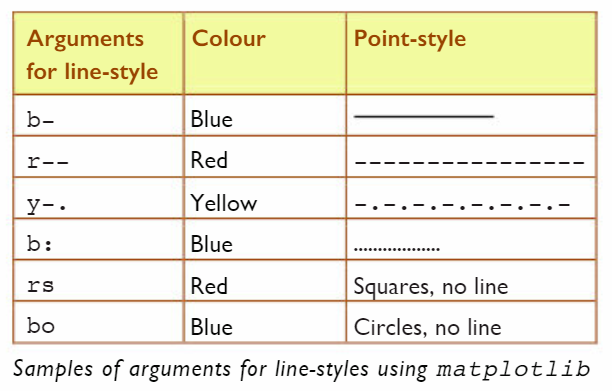 Arguments for line-style Colour Point-style
b- Blue
r-- Red ----------------
y-. Yellow -.-.-.-.-.-.-.-
b: Blue ...................
rs Red Squares, no line
bo Blue Circles, no line
Samples of arguments for line-styles using matplotlib